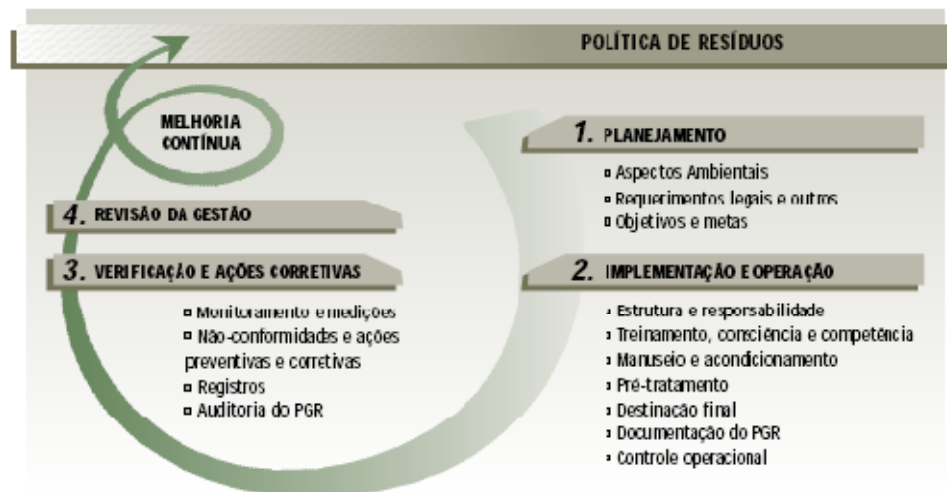 POLÍTICA DE RESÍDUOS
MELHORIA
CONTÍNUA
1. PLANEJAMENTO
Aspectos Ambientais
Requerimentos legais e outros
Objetivos e metas
2. IMPLEMENTAÇÃO E OPERAÇÃO
Estrutura e responsabilidade
Treinamento, consciência e competência
Manuseio e acondicionamento
Pré-tratamento
Destinação final
Documentação do PGR
Controle operacional
3. VERIFICAÇÃO E AÇÕES CORRETIVAS
Monitoramento e medições
Não-conformidades e ações
preventivas e corretivas
Registros
Auditoria do PGR
4. REVISÃO DA GESTÃO